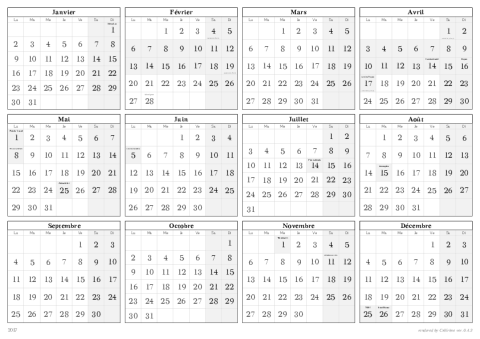 Janvier
Lu Ma Me Je Ve Sa Di
1
2 3 4 5 6 7 8
9 10 11 12 13 14 15
16 17 18 19 20 21 22
23 24 25 26 27 28 29
30 31
Février
Lu Ma Me Je Ve Sa Di
1 2 3 4 5
6 7 8 9 10 11 12
13 14 15 16 17 18 19
20 21 22 23 24 25 26
27 28
Mars
Lu Ma Me Je Ve Sa Di
1 2 3 4 5
6 7 8 9 10 11 12
13 14 15 16 17 18 19
20 21 22 23 24 25 26
27 28 29 30 31
Avril
Lu Ma Me Je Ve Sa Di
1 2
3 4 5 6 7 8 9
10 11 12 13 14 15 16
17 18 19 20 21 22 23
24 25 26 27 28 29 30
Mai
Lu Ma Me Je Ve Sa Di
1 2 3 4 5 6 7
8 9 10 11 12 13 14
15 16 17 18 19 20 21
22 23 24 25 26 27 28
29 30 31
Juin
Lu Ma Me Je Ve Sa Di
1 2 3 4
5 6 7 8 9 10 11
12 13 14 15 16 17 18
19 20 21 22 23 24 25
26 27 28 29 30
Juillet
Lu Ma Me Je Ve Sa Di
1 2
3 4 5 6 7 8 9
10 11 12 13 14 15 16
17 18 19 20 21 22 23
24 25 26 27 28 29 30
31
Août
Lu Ma Me Je Ve Sa Di
1 2 3 4 5 6
7 8 9 10 11 12 13
14 15 16 17 18 19 20
21 22 23 24 25 26 27
28 29 30 31
Septembre
Lu Ma Me Je Ve Sa Di
1 2 3
4 5 6 7 8 9 10
11 12 13 14 15 16 17
18 19 20 21 22 23 24
25 26 27 28 29 30
Octobre
Lu Ma Me Je Ve Sa Di
1
2 3 4 5 6 7 8
9 10 11 12 13 14 15
16 17 18 19 20 21 22
23 24 25 26 27 28 29
30 31
Novembre
Lu Ma Me Je Ve Sa Di
1 2 3 4 5
6 7 8 9 10 11 12
13 14 15 16 17 18 19
20 21 22 23 24 25 26
27 28 29 30
Décembre
Lu Ma Me Je Ve Sa Di
1 2 3
4 5 6 7 8 9 10
11 12 13 14 15 16 17
18 19 20 21 22 23 24
25 26 27 28 29 30 31
2017